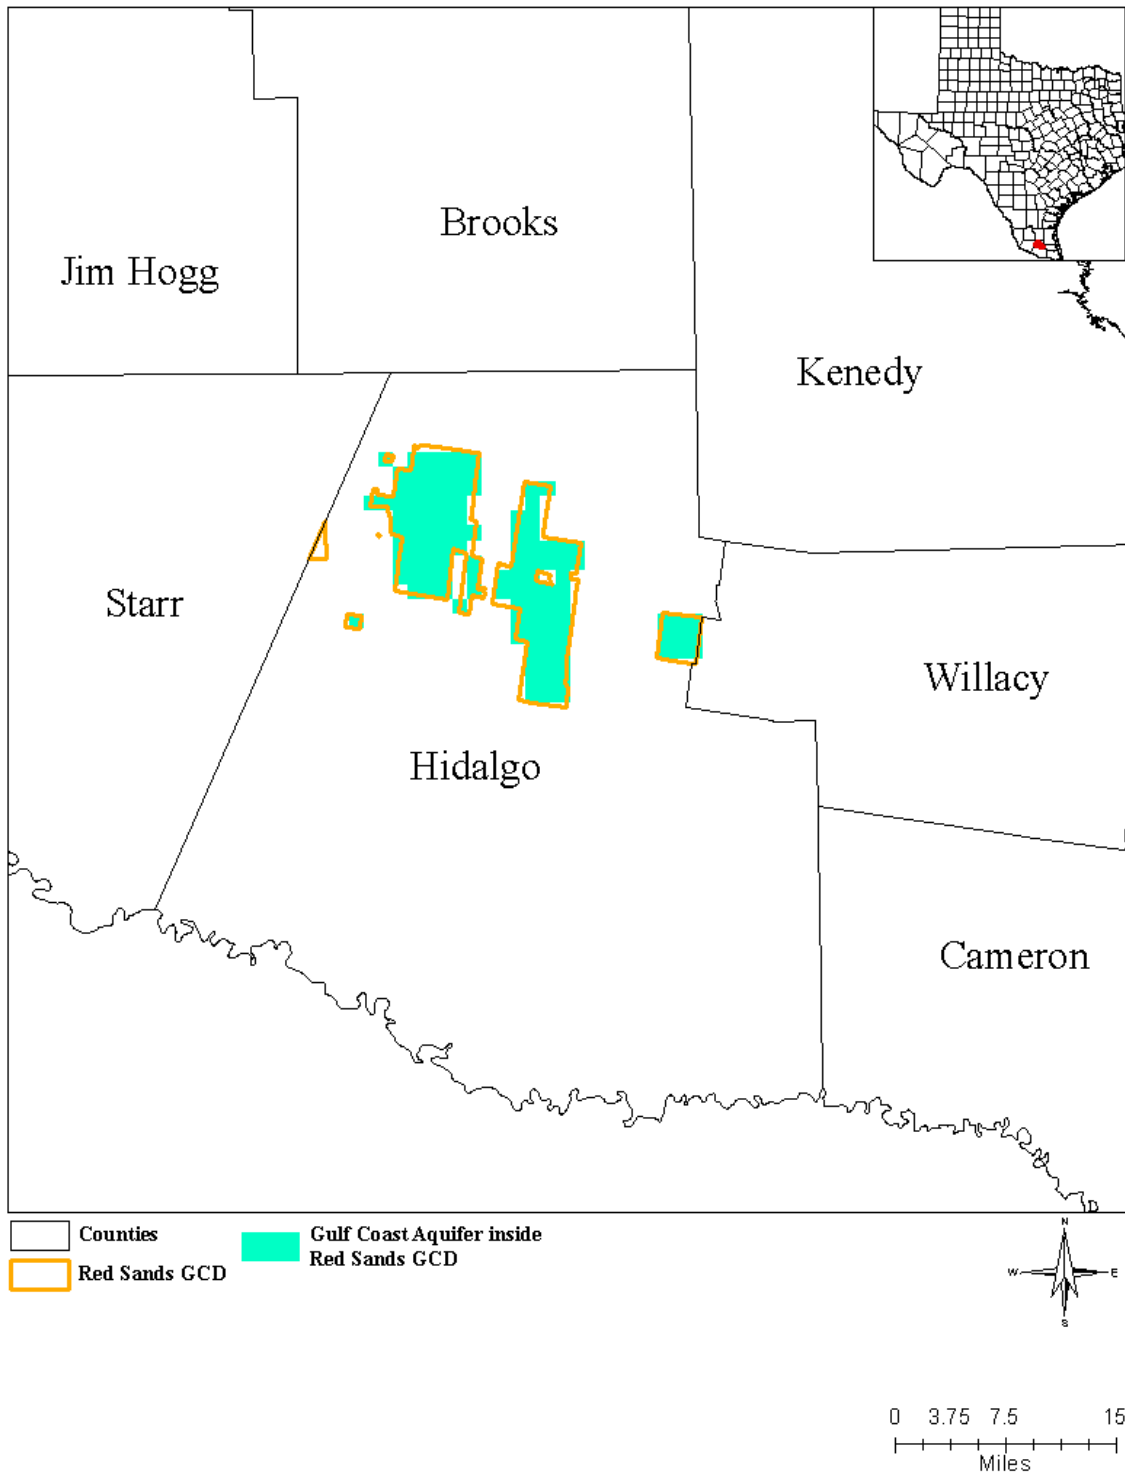 Brooks
Jim Hogg
Kenedy
Starr
Willacy
Hidalgo
Cameron
Counties
Red Sands GCD
Gulf Coast Aquifer inside
Red Sands GCD
N
W E
S
0 3.75 7.5 15
Miles